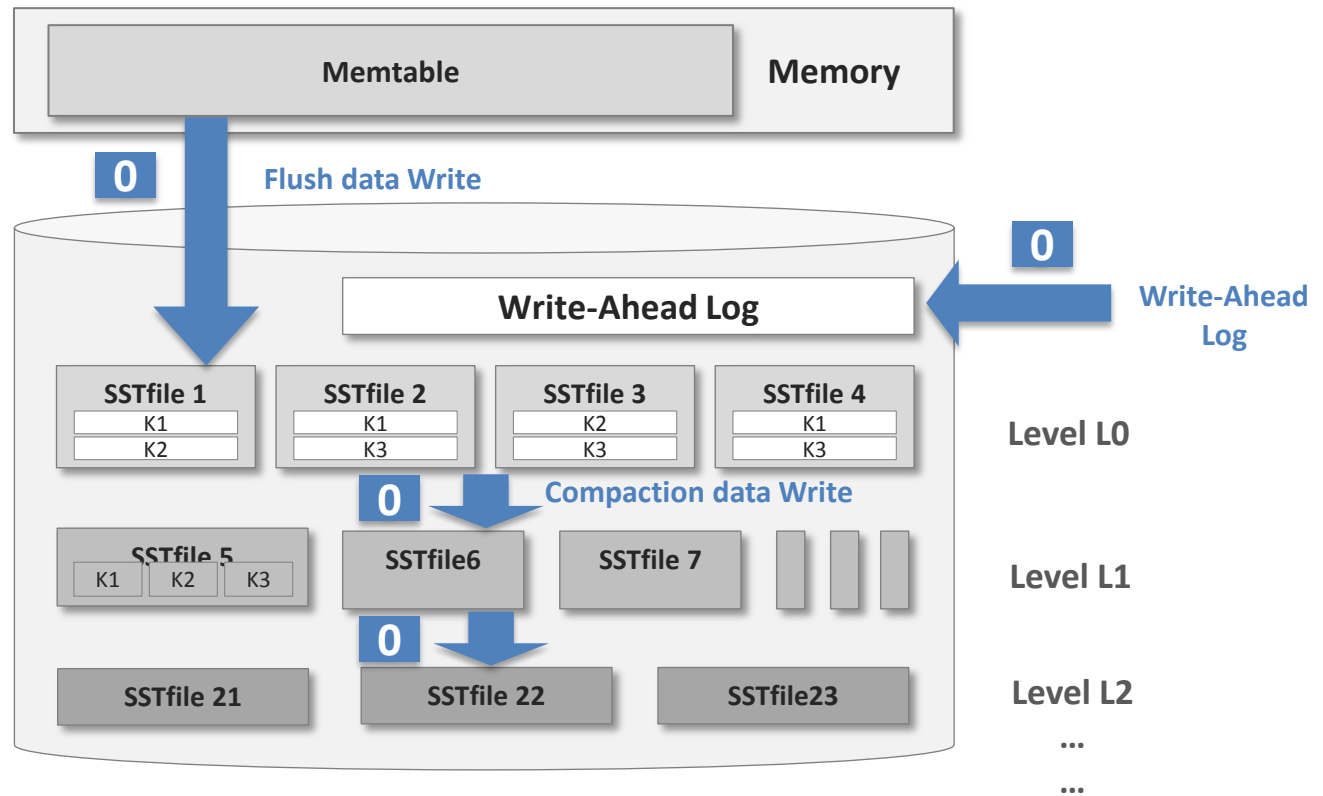 Memtable
Memory
0
Flush data Write
0
Write-Ahead Log
Write-Ahead
Log
SSTfile 1
K1
K2
SSTfile 2
K1
K3
SSTfile 3
K2
K3
SSTfile 4
K1
K3
Level L0
0
Compaction data Write
SSTfile 5
K1
K2
K3
SSTfile6
SSTfile 7
Level L1
0
SSTfile 21
SSTfile 22
SSTfile23
Level L2
...
...